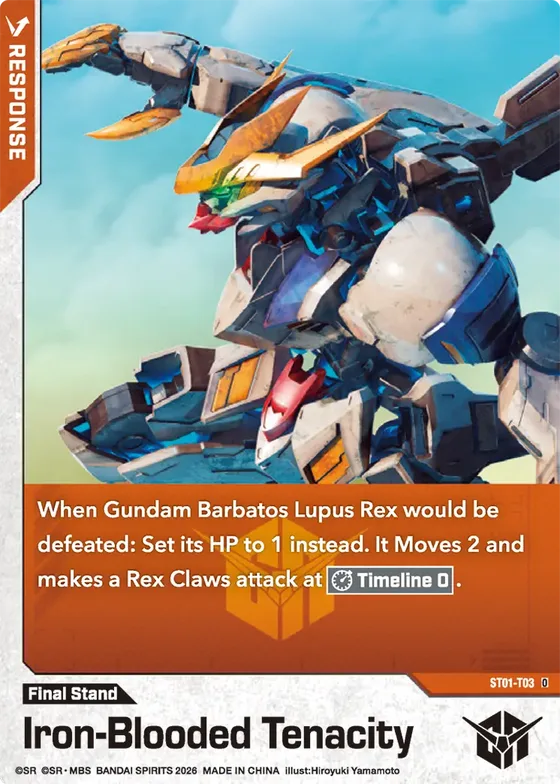 RESPONSE
When Gundam Barbatos Lupus Rex would be
defeated: Set its HP to 1 instead. It Moves 2 and
makes a Rex Claws attack at Timeline 0.
ST01-T03 0
Final Stand
Iron-Blooded Tenacity
©SR ©SR・MBS BANDAI SPIRITS 2026 MADE IN CHINA illust:Hiroyuki Yamamoto